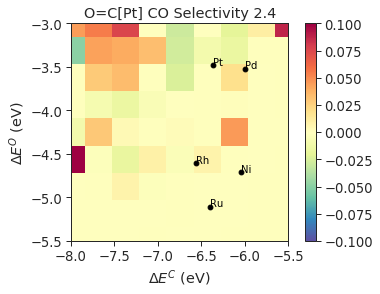 O=C[Pt] CO Selectivity 2.4
−3.0
−3.5
−4.0
−4.5
−5.0
−5.5
ΔE^O (eV)
Pt
Pd
Rh
Ni
Ru
−8.0 −7.5 −7.0 −6.5 −6.0 −5.5
ΔE^C (eV)
0.100
0.075
0.050
0.025
0.000
−0.025
−0.050
−0.075
−0.100